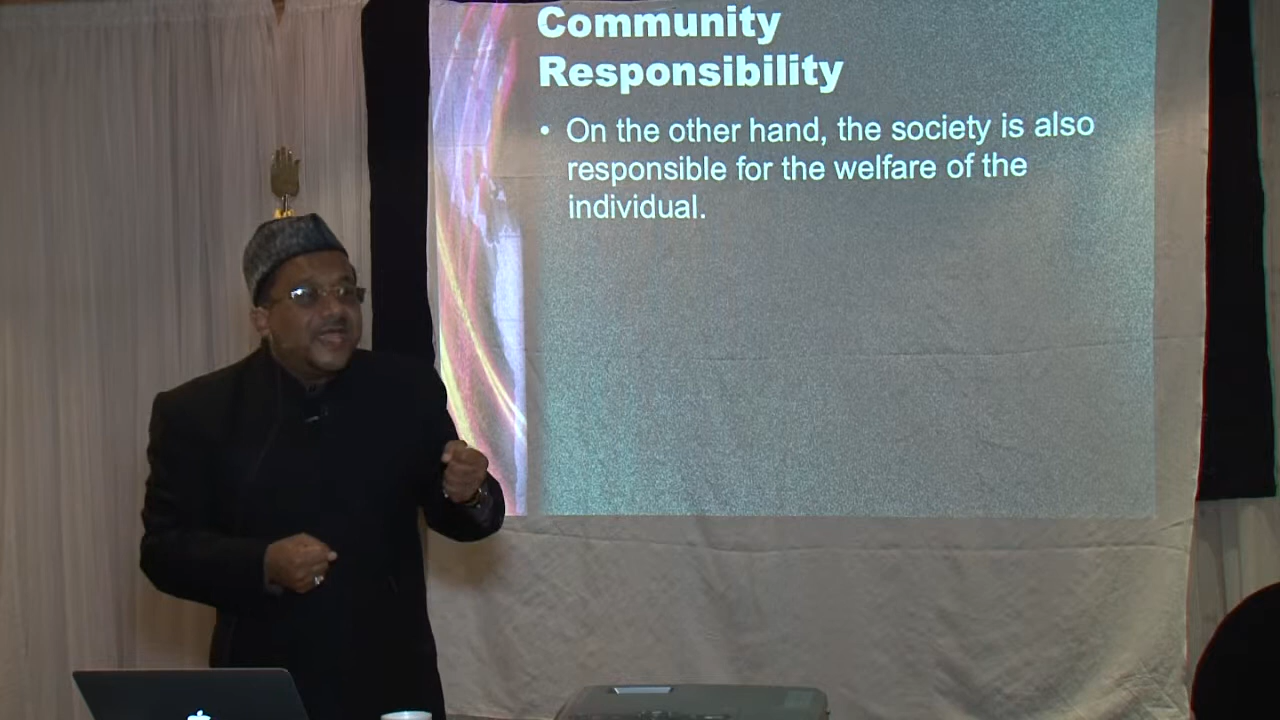 Community
Responsibility
• On the other hand, the society is also
responsible for the welfare of the
individual.